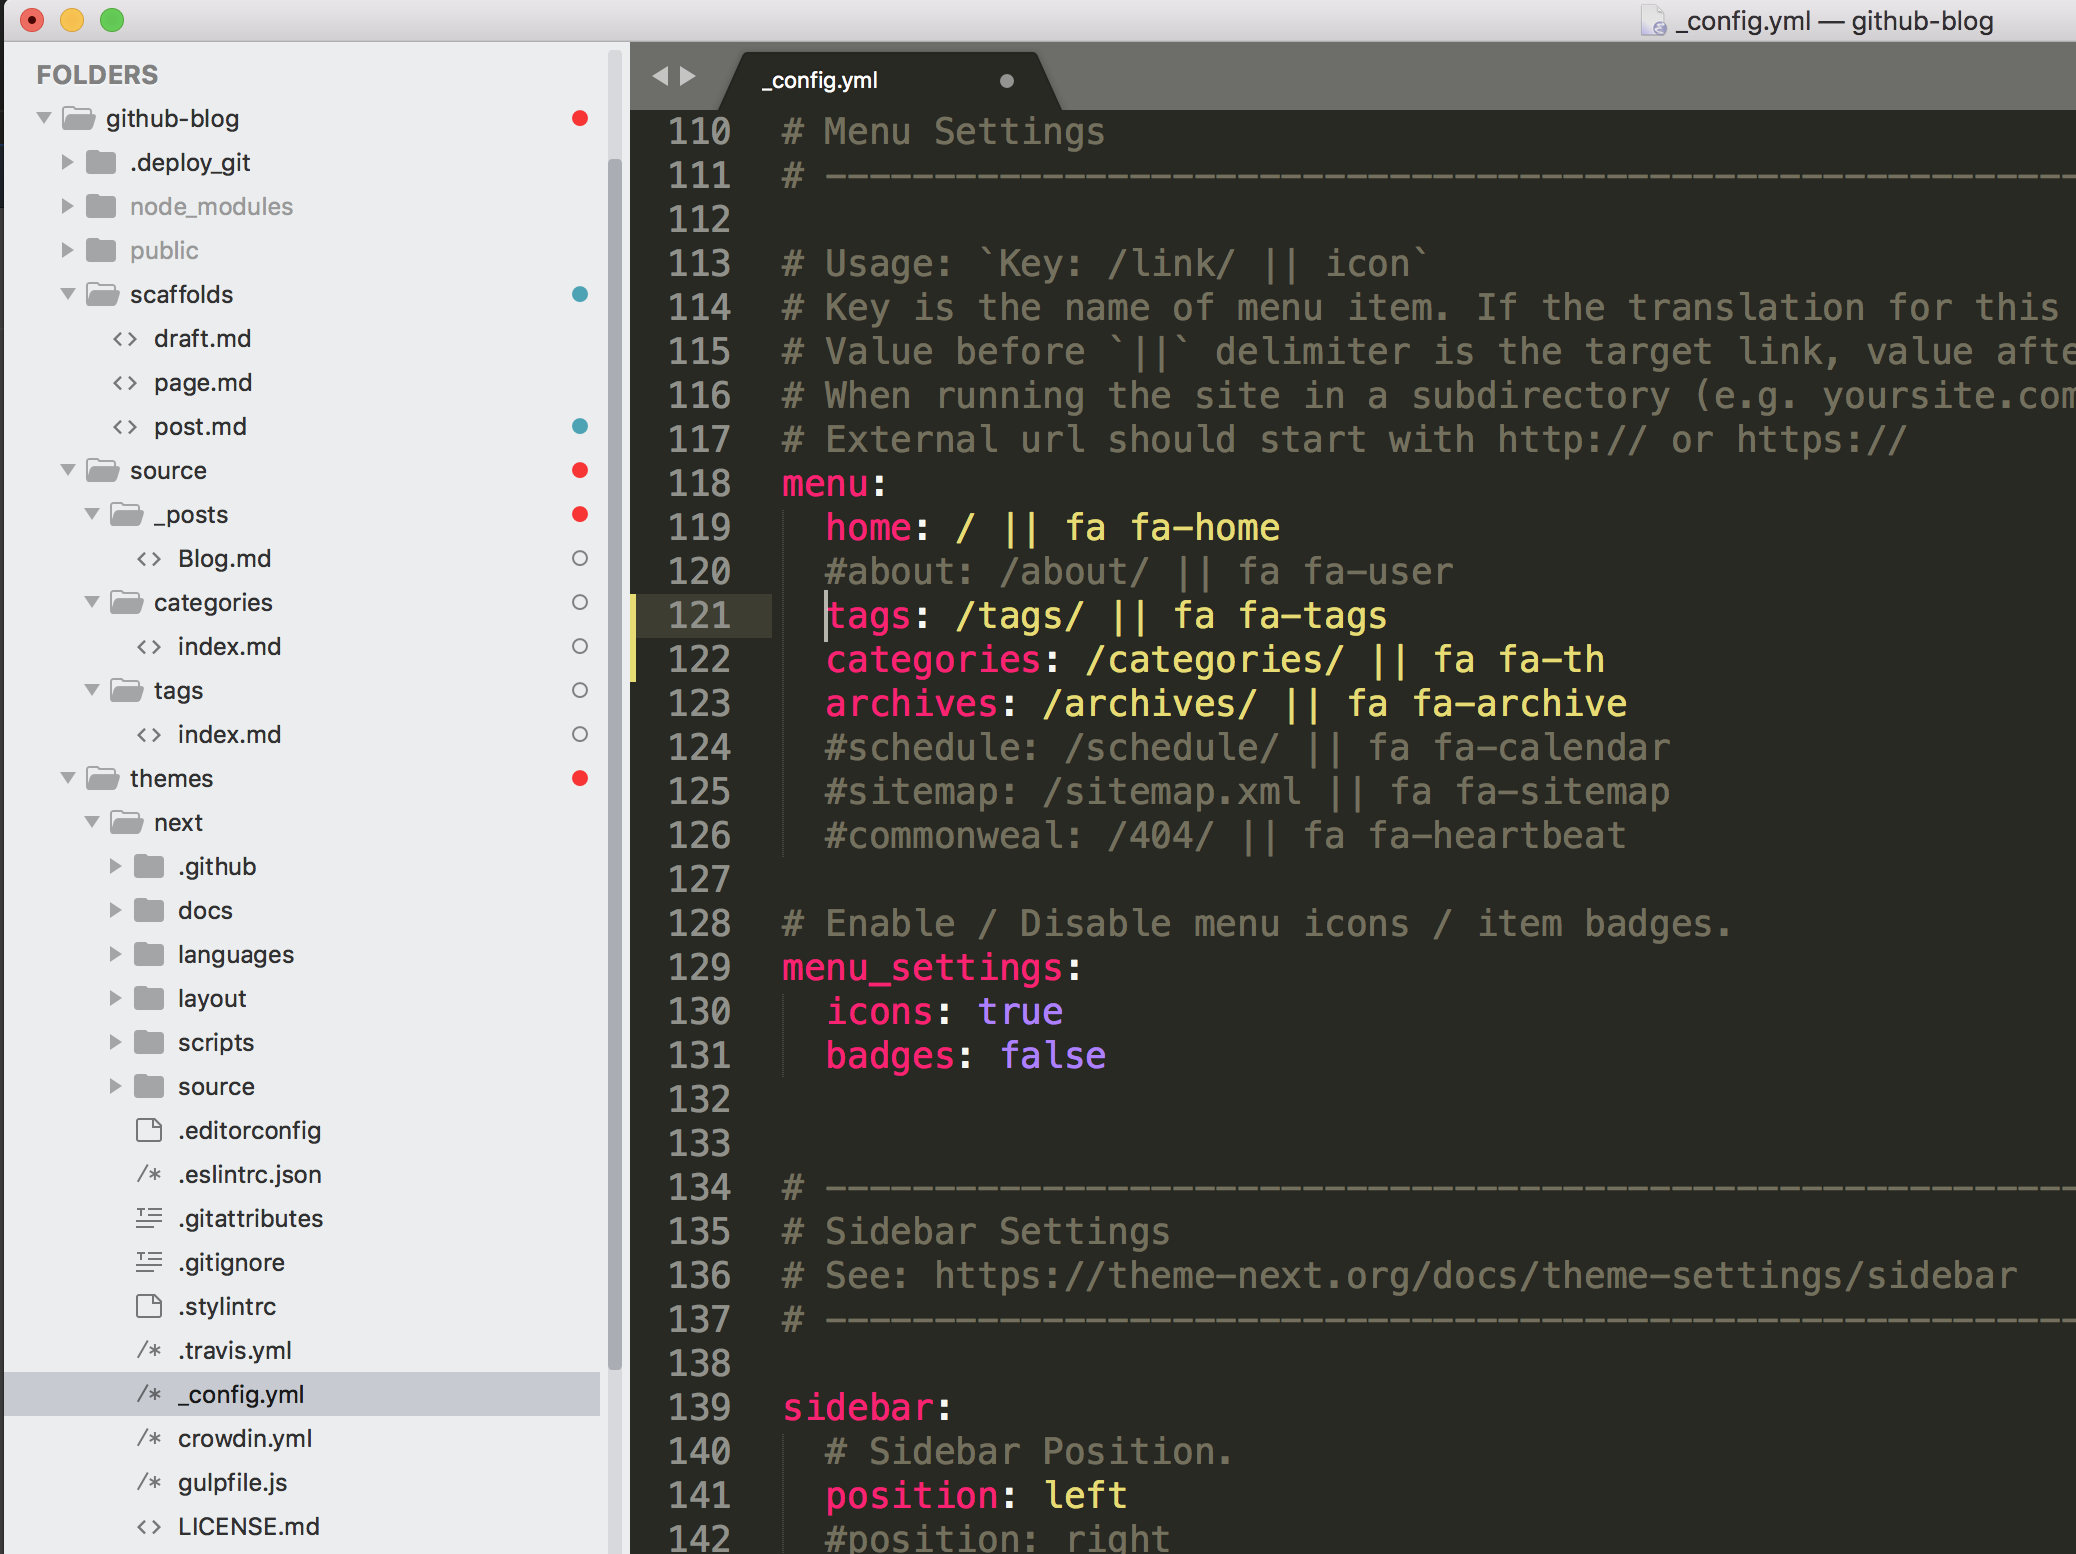 _config.yml — github-blog
FOLDERS
github-blog
.deploy_git
node_modules
public
scaffolds
draft.md
page.md
post.md
source
_posts
Blog.md
categories
index.md
tags
index.md
themes
next
.github
docs
languages
layout
scripts
source
.editorconfig
/* .eslintrc.json
.gitattributes
.gitignore
.stylintrc
/* .travis.yml
/* _config.yml
/* crowdin.yml
/* gulpfile.js
<> LICENSE.md
_config.yml
110 # Menu Settings
111 # ----------------------------------------------------------
112
113 # Usage: `Key: /link/ || icon`
114 # Key is the name of menu item. If the translation for this
115 # Value before `||` delimiter is the target link, value afte
116 # When running the site in a subdirectory (e.g. yoursite.com
117 # External url should start with http:// or https://
118 menu:
119 home: / || fa fa-home
120 #about: /about/ || fa fa-user
121 tags: /tags/ || fa fa-tags
122 categories: /categories/ || fa fa-th
123 archives: /archives/ || fa fa-archive
124 #schedule: /schedule/ || fa fa-calendar
125 #sitemap: /sitemap.xml || fa fa-sitemap
126 #commonweal: /404/ || fa fa-heartbeat
127
128 # Enable / Disable menu icons / item badges.
129 menu_settings:
130 icons: true
131 badges: false
132
133
134 # ----------------------------------------------------------
135 # Sidebar Settings
136 # See: https://theme-next.org/docs/theme-settings/sidebar
137 # ----------------------------------------------------------
138
139 sidebar:
140 # Sidebar Position.
141 position: left
142 #position: right